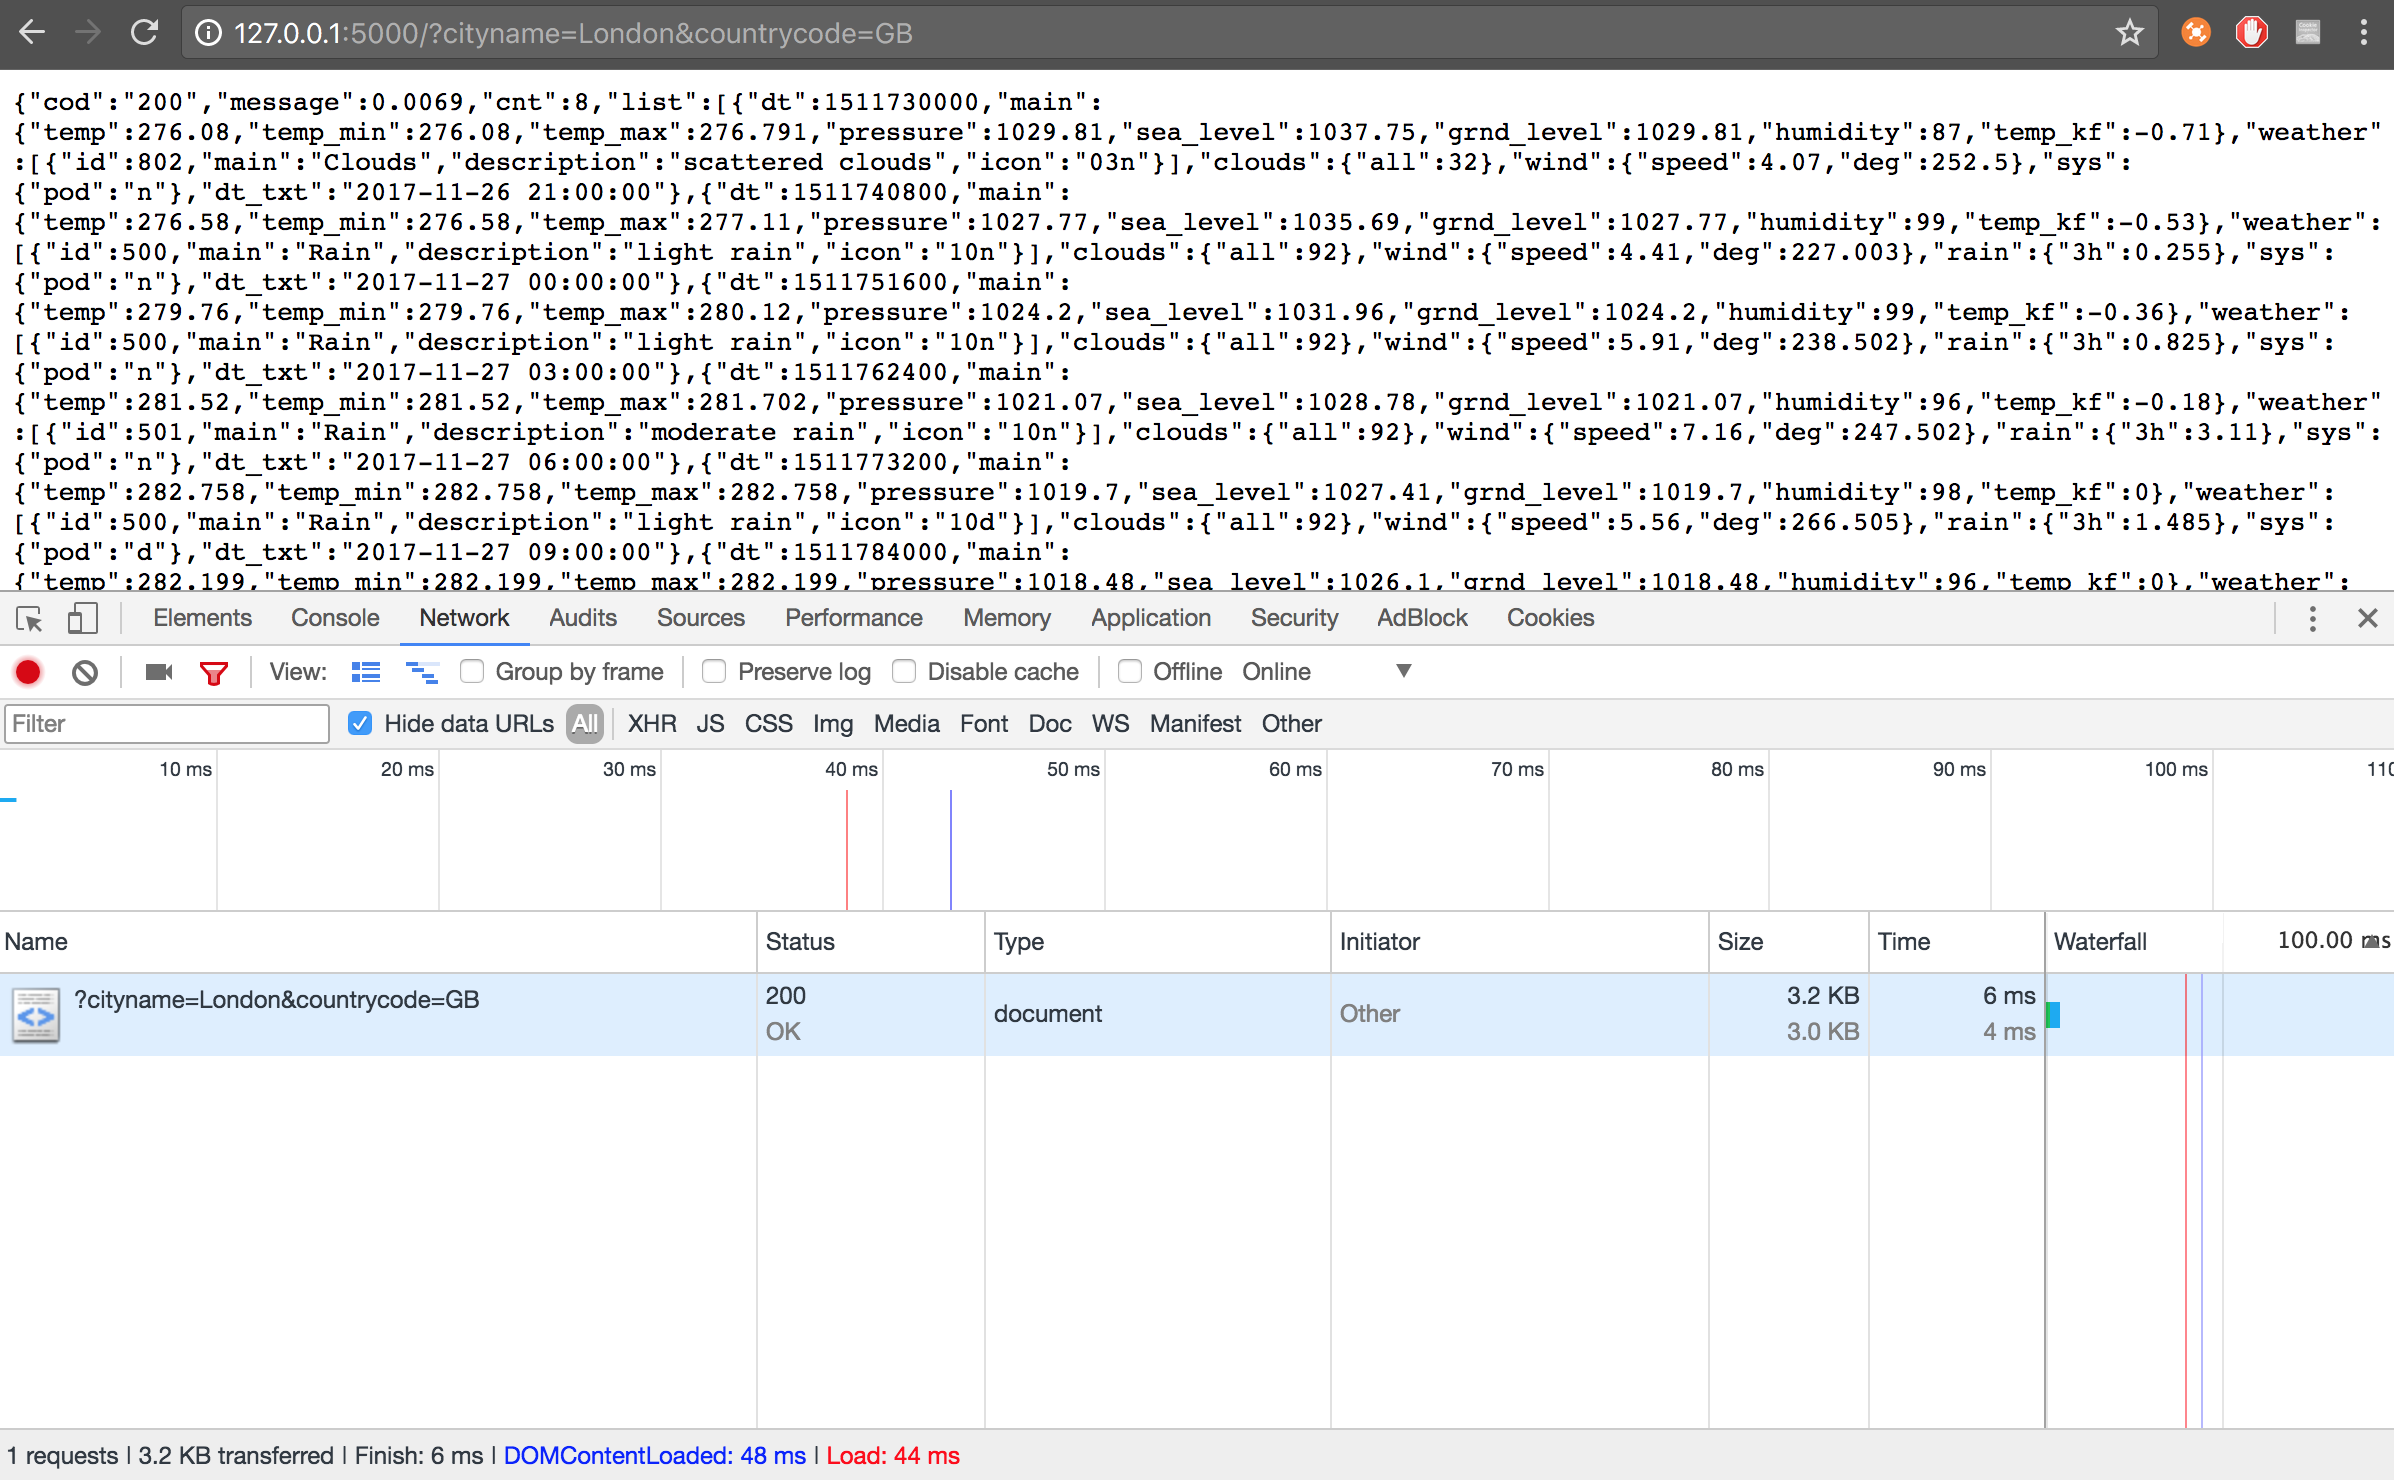 127.0.0.1:5000/?cityname=London&countrycode=GB
{"cod":"200","message":0.0069,"cnt":8,"list":[{"dt":1511730000,"main":
{"temp":276.08,"temp_min":276.08,"temp_max":276.791,"pressure":1029.81,"sea_level":1037.75,"grnd_level":1029.81,"humidity":87,"temp_kf":-0.71},"weather"
:[{"id":802,"main":"Clouds","description":"scattered clouds","icon":"03n"}],"clouds":{"all":32},"wind":{"speed":4.07,"deg":252.5},"sys":
{"pod":"n"},"dt_txt":"2017-11-26 21:00:00"},{"dt":1511740800,"main":
{"temp":276.58,"temp_min":276.58,"temp_max":277.11,"pressure":1027.77,"sea_level":1035.69,"grnd_level":1027.77,"humidity":99,"temp_kf":-0.53},"weather":
[{"id":500,"main":"Rain","description":"light rain","icon":"10n"}],"clouds":{"all":92},"wind":{"speed":4.41,"deg":227.003},"rain":{"3h":0.255},"sys":
{"pod":"n"},"dt_txt":"2017-11-27 00:00:00"},{"dt":1511751600,"main":
{"temp":279.76,"temp_min":279.76,"temp_max":280.12,"pressure":1024.2,"sea_level":1031.96,"grnd_level":1024.2,"humidity":99,"temp_kf":-0.36},"weather":
[{"id":500,"main":"Rain","description":"light rain","icon":"10n"}],"clouds":{"all":92},"wind":{"speed":5.91,"deg":238.502},"rain":{"3h":0.825},"sys":
{"pod":"n"},"dt_txt":"2017-11-27 03:00:00"},{"dt":1511762400,"main":
{"temp":281.52,"temp_min":281.52,"temp_max":281.702,"pressure":1021.07,"sea_level":1028.78,"grnd_level":1021.07,"humidity":96,"temp_kf":-0.18},"weather"
:[{"id":501,"main":"Rain","description":"moderate rain","icon":"10n"}],"clouds":{"all":92},"wind":{"speed":7.16,"deg":247.502},"rain":{"3h":3.11},"sys":
{"pod":"n"},"dt_txt":"2017-11-27 06:00:00"},{"dt":1511773200,"main":
{"temp":282.758,"temp_min":282.758,"temp_max":282.758,"pressure":1019.7,"sea_level":1027.41,"grnd_level":1019.7,"humidity":98,"temp_kf":0},"weather":
[{"id":500,"main":"Rain","description":"light rain","icon":"10d"}],"clouds":{"all":92},"wind":{"speed":5.56,"deg":266.505},"rain":{"3h":1.485},"sys":
{"pod":"d"},"dt_txt":"2017-11-27 09:00:00"},{"dt":1511784000,"main":
{"temp":282.199,"temp_min":282.199,"temp_max":282.199,"pressure":1018.48,"sea_level":1026.1,"grnd_level":1018.48,"humidity":96,"temp_kf":0},"weather":
Elements Console Network Audits Sources Performance Memory Application Security AdBlock Cookies
View: Group by frame Preserve log Disable cache Offline Online
Filter Hide data URLs All XHR JS CSS Img Media Font Doc WS Manifest Other
10 ms 20 ms 30 ms 40 ms 50 ms 60 ms 70 ms 80 ms 90 ms 100 ms 110
Name Status Type Initiator Size Time Waterfall 100.00 ms
?cityname=London&countrycode=GB 200 document Other 3.2 KB 6 ms
OK 3.0 KB 4 ms
1 requests | 3.2 KB transferred | Finish: 6 ms | DOMContentLoaded: 48 ms | Load: 44 ms